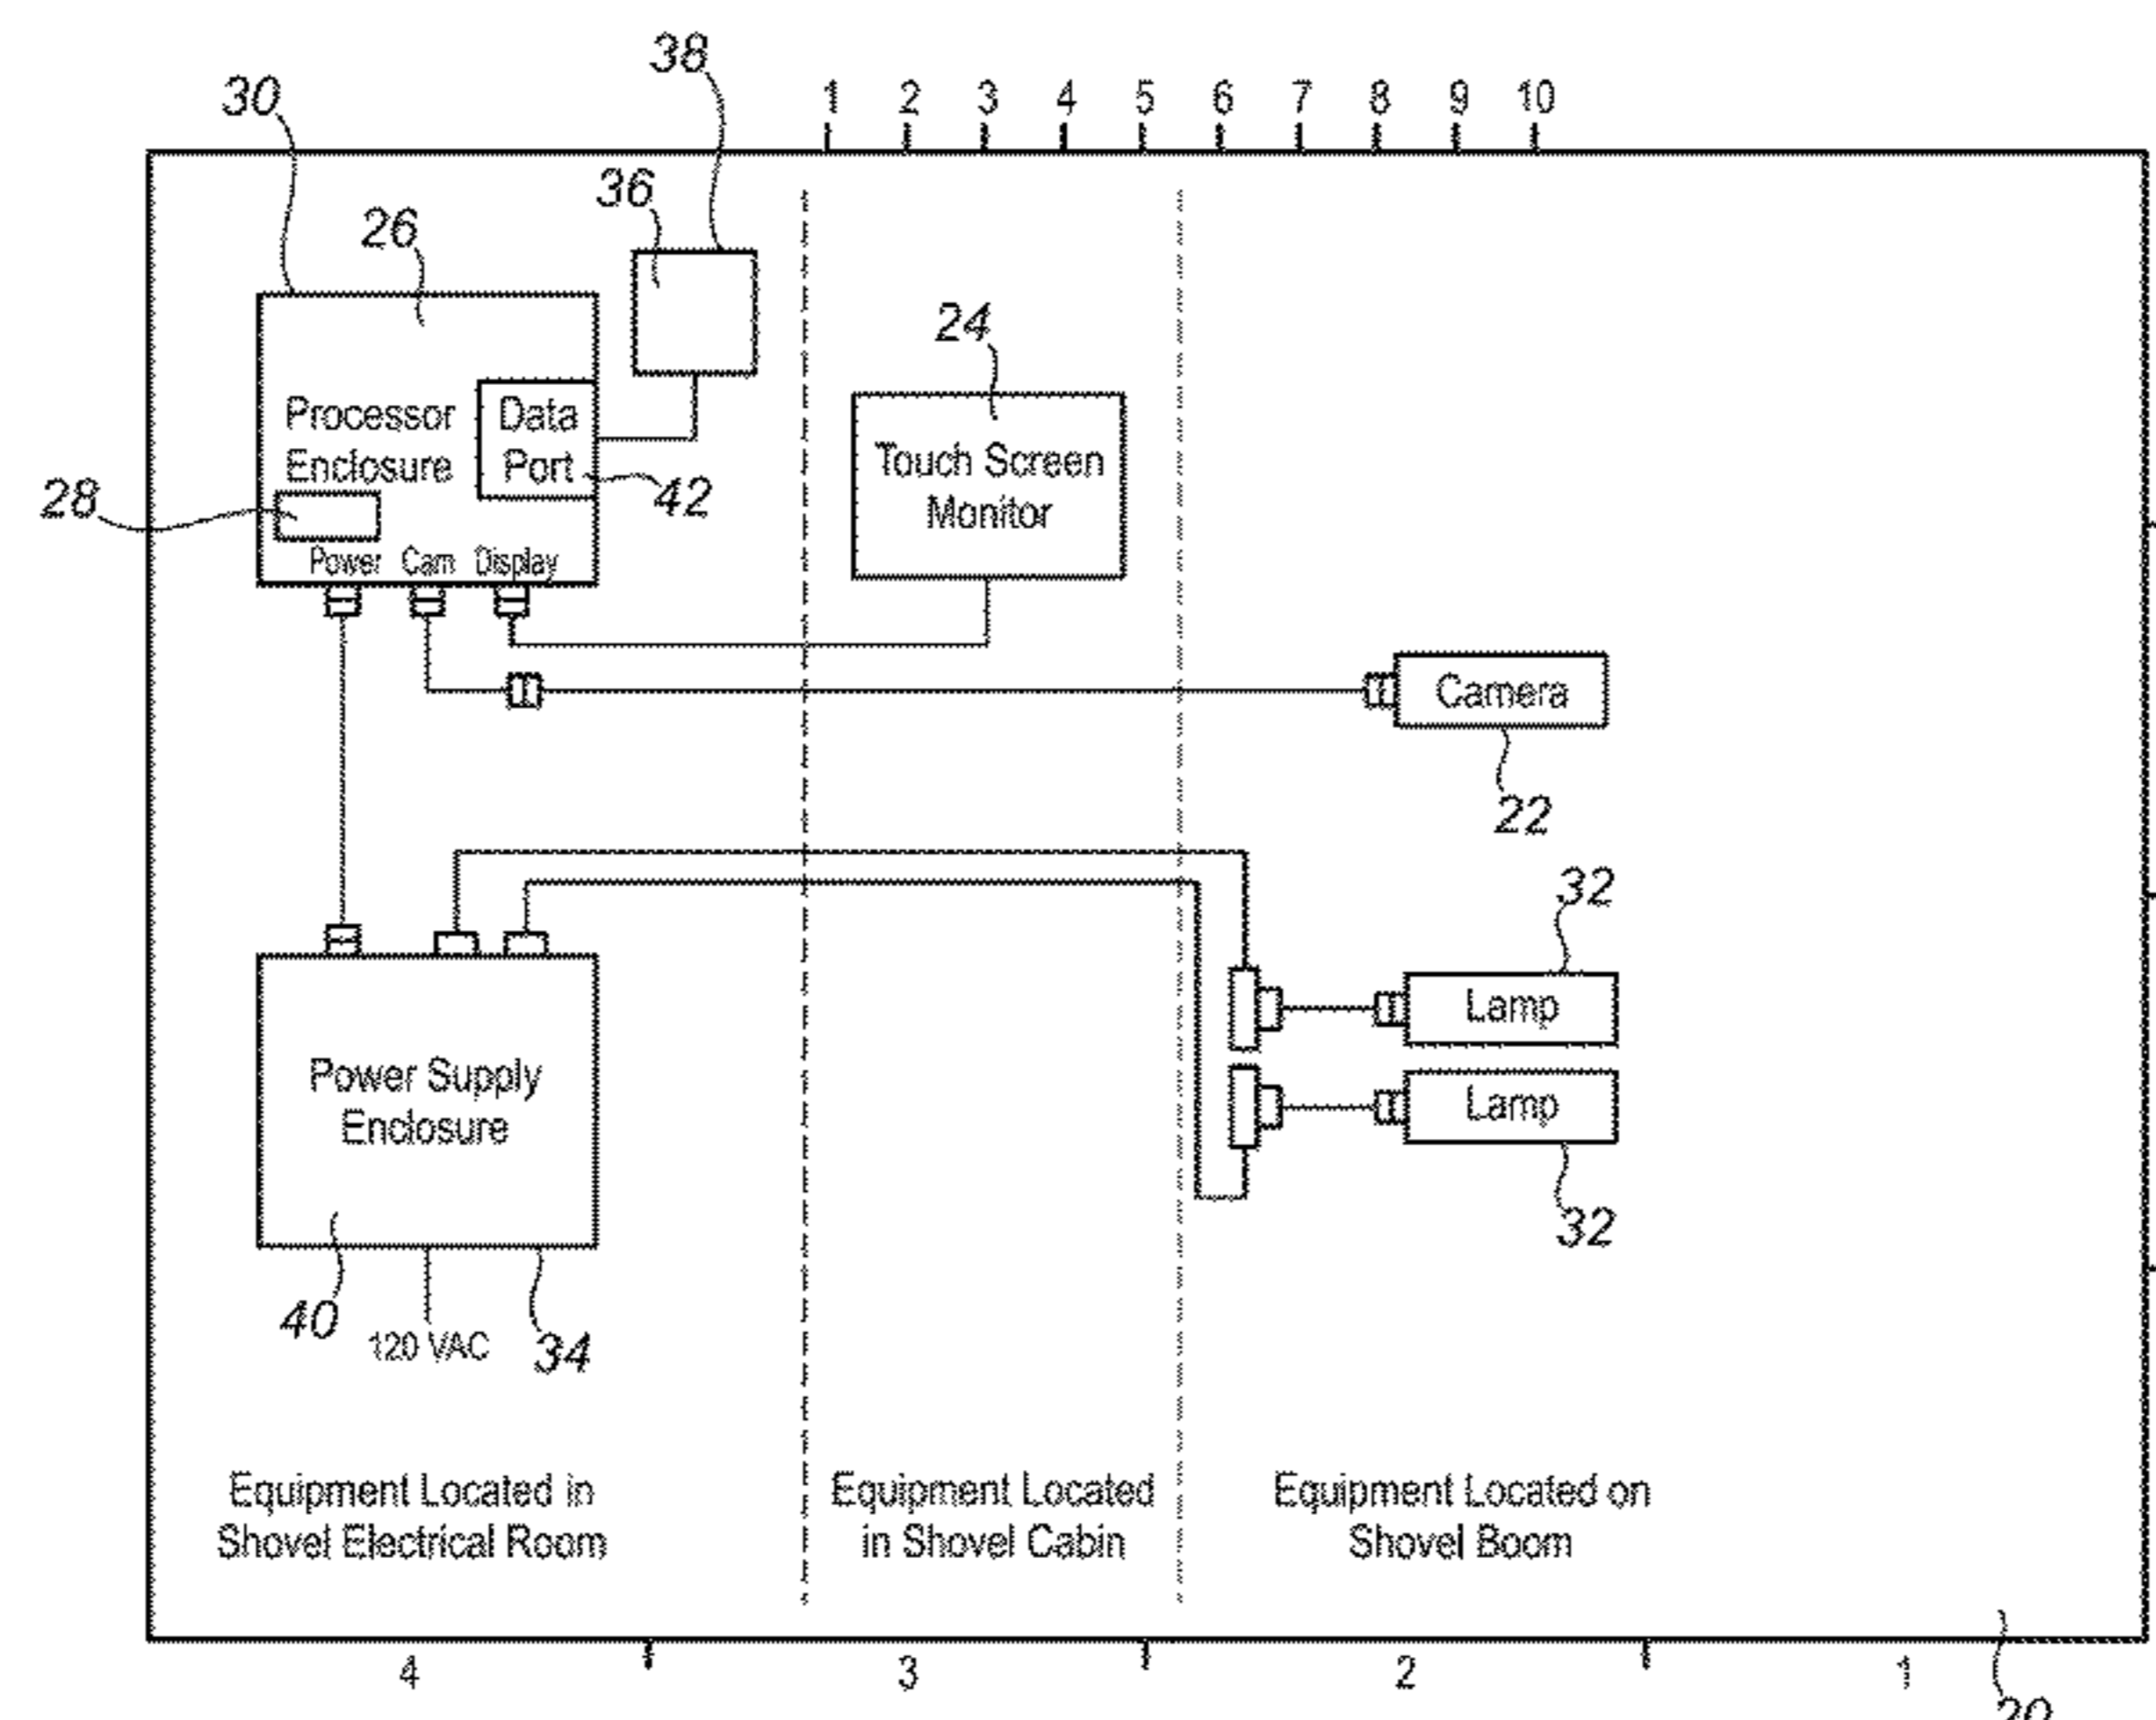 38
30
1 2 3 4 5 6 7 8 9 10
36
26
24
Processor
Enclosure
Data
Port
42
28
Power Cam Display
Touch Screen
Monitor
Camera
22
32
Lamp
Lamp
32
Power Supply
Enclosure
40
120 VAC
34
Equipment Located in
Shovel Electrical Room
Equipment Located
in Shovel Cabin
Equipment Located on
Shovel Boom
4 3 2 1
20